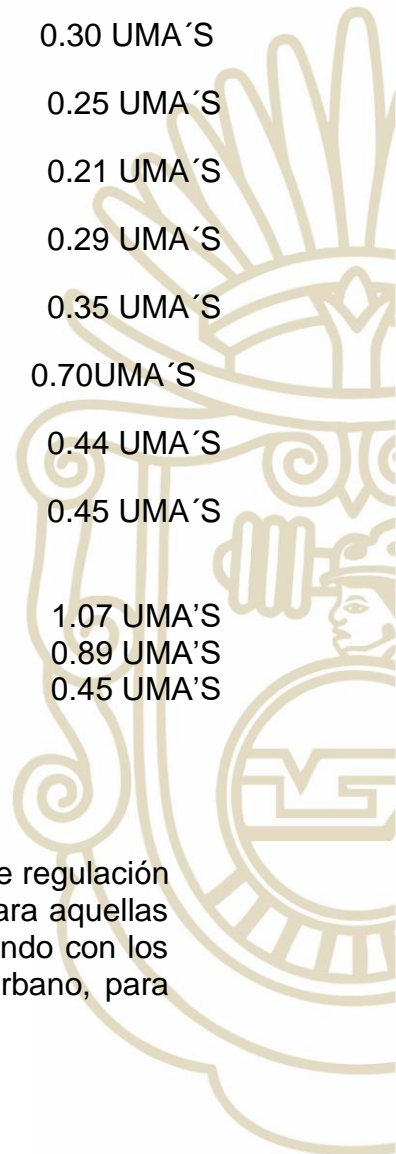 0.30 UMA´S
0.25 UMA´S
0.21 UMA´S
0.29 UMA´S
0.35 UMA´S
0.70UMA´S
0.44 UMA´S
0.45 UMA´S
1.07 UMA’S
0.89 UMA’S
0.45 UMA’S
e regulación
ara aquellas
ndo con los
rbano, para